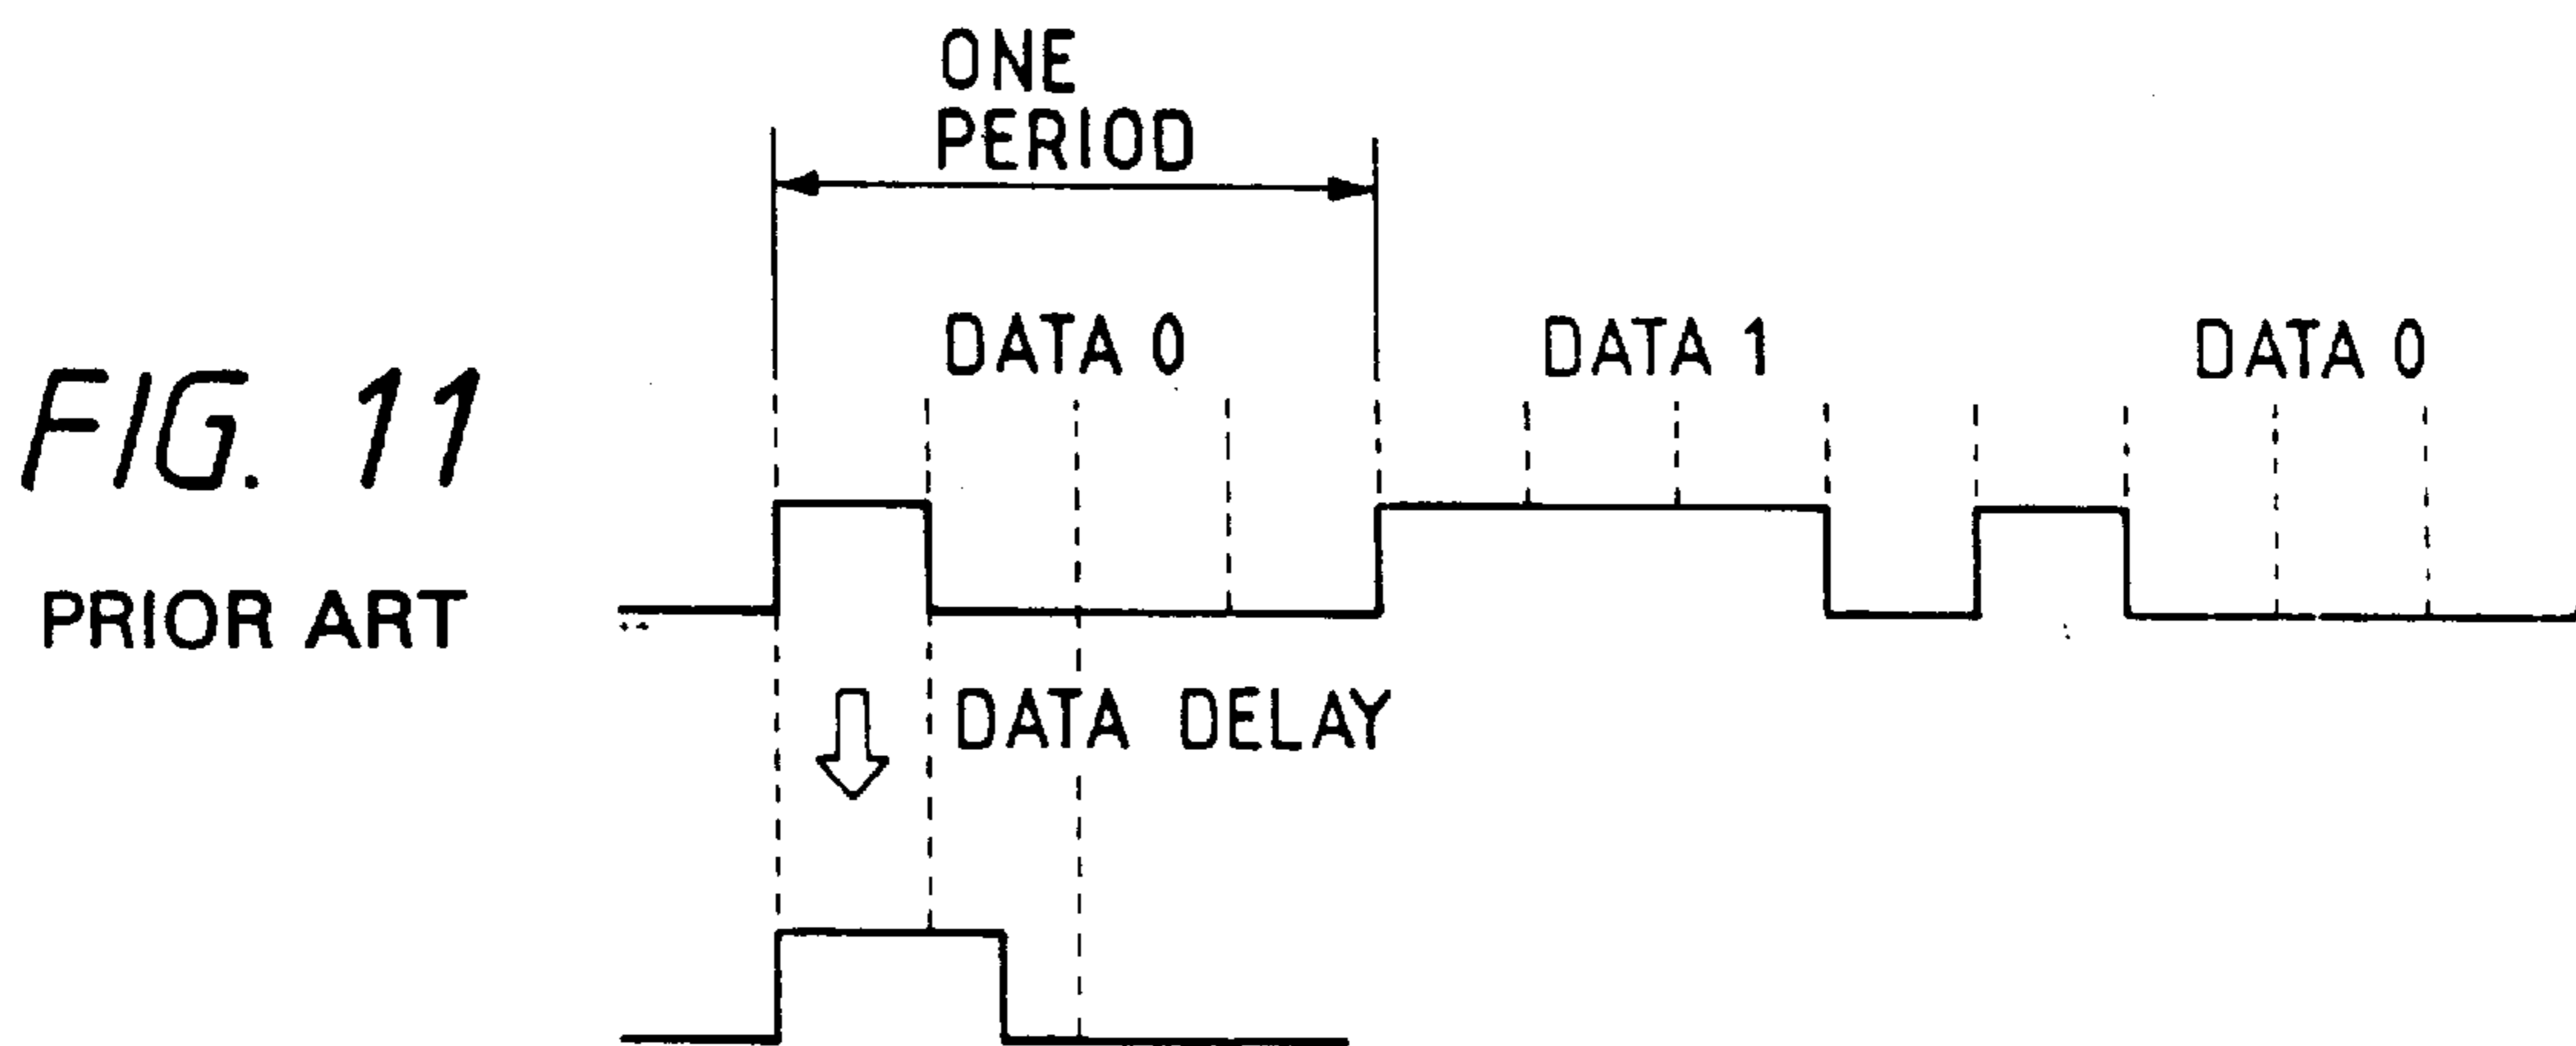 ONE
PERIOD
DATA 0
DATA 1
DATA 0
FIG. 11
PRIOR ART
DATA DELAY